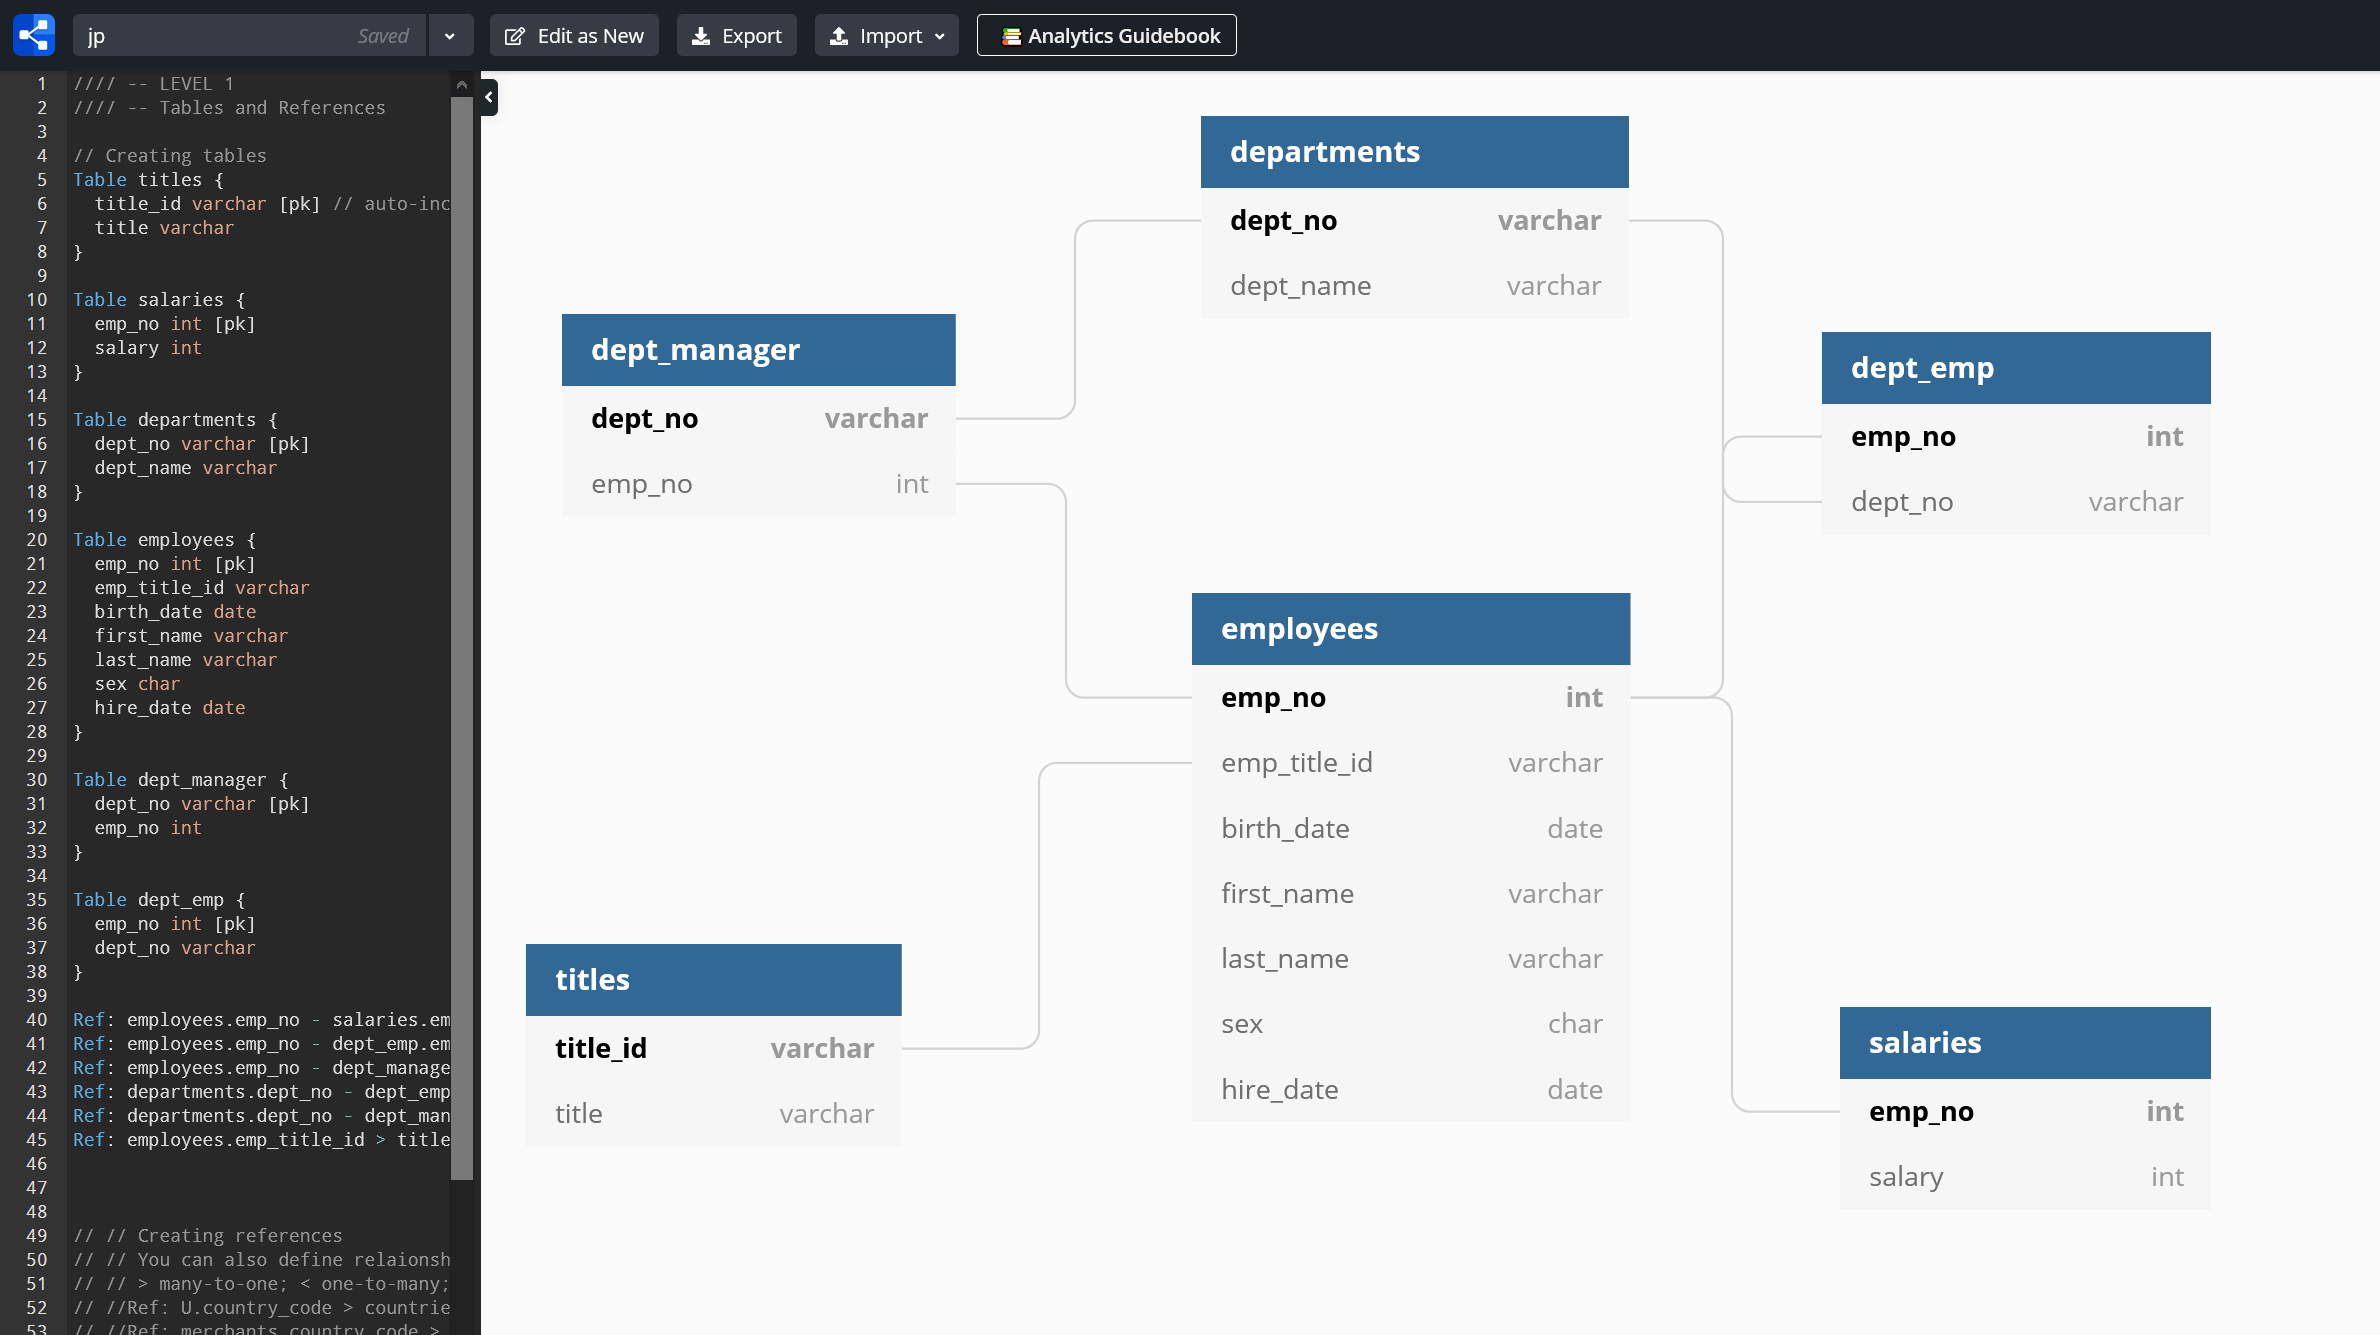 jp Saved Edit as New Export Import Analytics Guidebook
1 //// -- LEVEL 1
2 //// -- Tables and References
3
4 // Creating tables
5 Table titles {
6 title_id varchar [pk] // auto-inc
7 title varchar
8 }
9
10 Table salaries {
11 emp_no int [pk]
12 salary int
13 }
14
15 Table departments {
16 dept_no varchar [pk]
17 dept_name varchar
18 }
19
20 Table employees {
21 emp_no int [pk]
22 emp_title_id varchar
23 birth_date date
24 first_name varchar
25 last_name varchar
26 sex char
27 hire_date date
28 }
29
30 Table dept_manager {
31 dept_no varchar [pk]
32 emp_no int
33 }
34
35 Table dept_emp {
36 emp_no int [pk]
37 dept_no varchar
38 }
39
40 Ref: employees.emp_no - salaries.em
41 Ref: employees.emp_no - dept_emp.em
42 Ref: employees.emp_no - dept_manage
43 Ref: departments.dept_no - dept_emp
44 Ref: departments.dept_no - dept_man
45 Ref: employees.emp_title_id > title
46
47
48
49 // // Creating references
50 // // You can also define relaionsh
51 // // > many-to-one; < one-to-many;
52 // //Ref: U.country_code > countrie
53 // //Ref: merchants.country_code >
departments
dept_no varchar
dept_name varchar
dept_manager
dept_no varchar
emp_no int
dept_emp
emp_no int
dept_no varchar
employees
emp_no int
emp_title_id varchar
birth_date date
first_name varchar
last_name varchar
sex char
hire_date date
titles
title_id varchar
title varchar
salaries
emp_no int
salary int